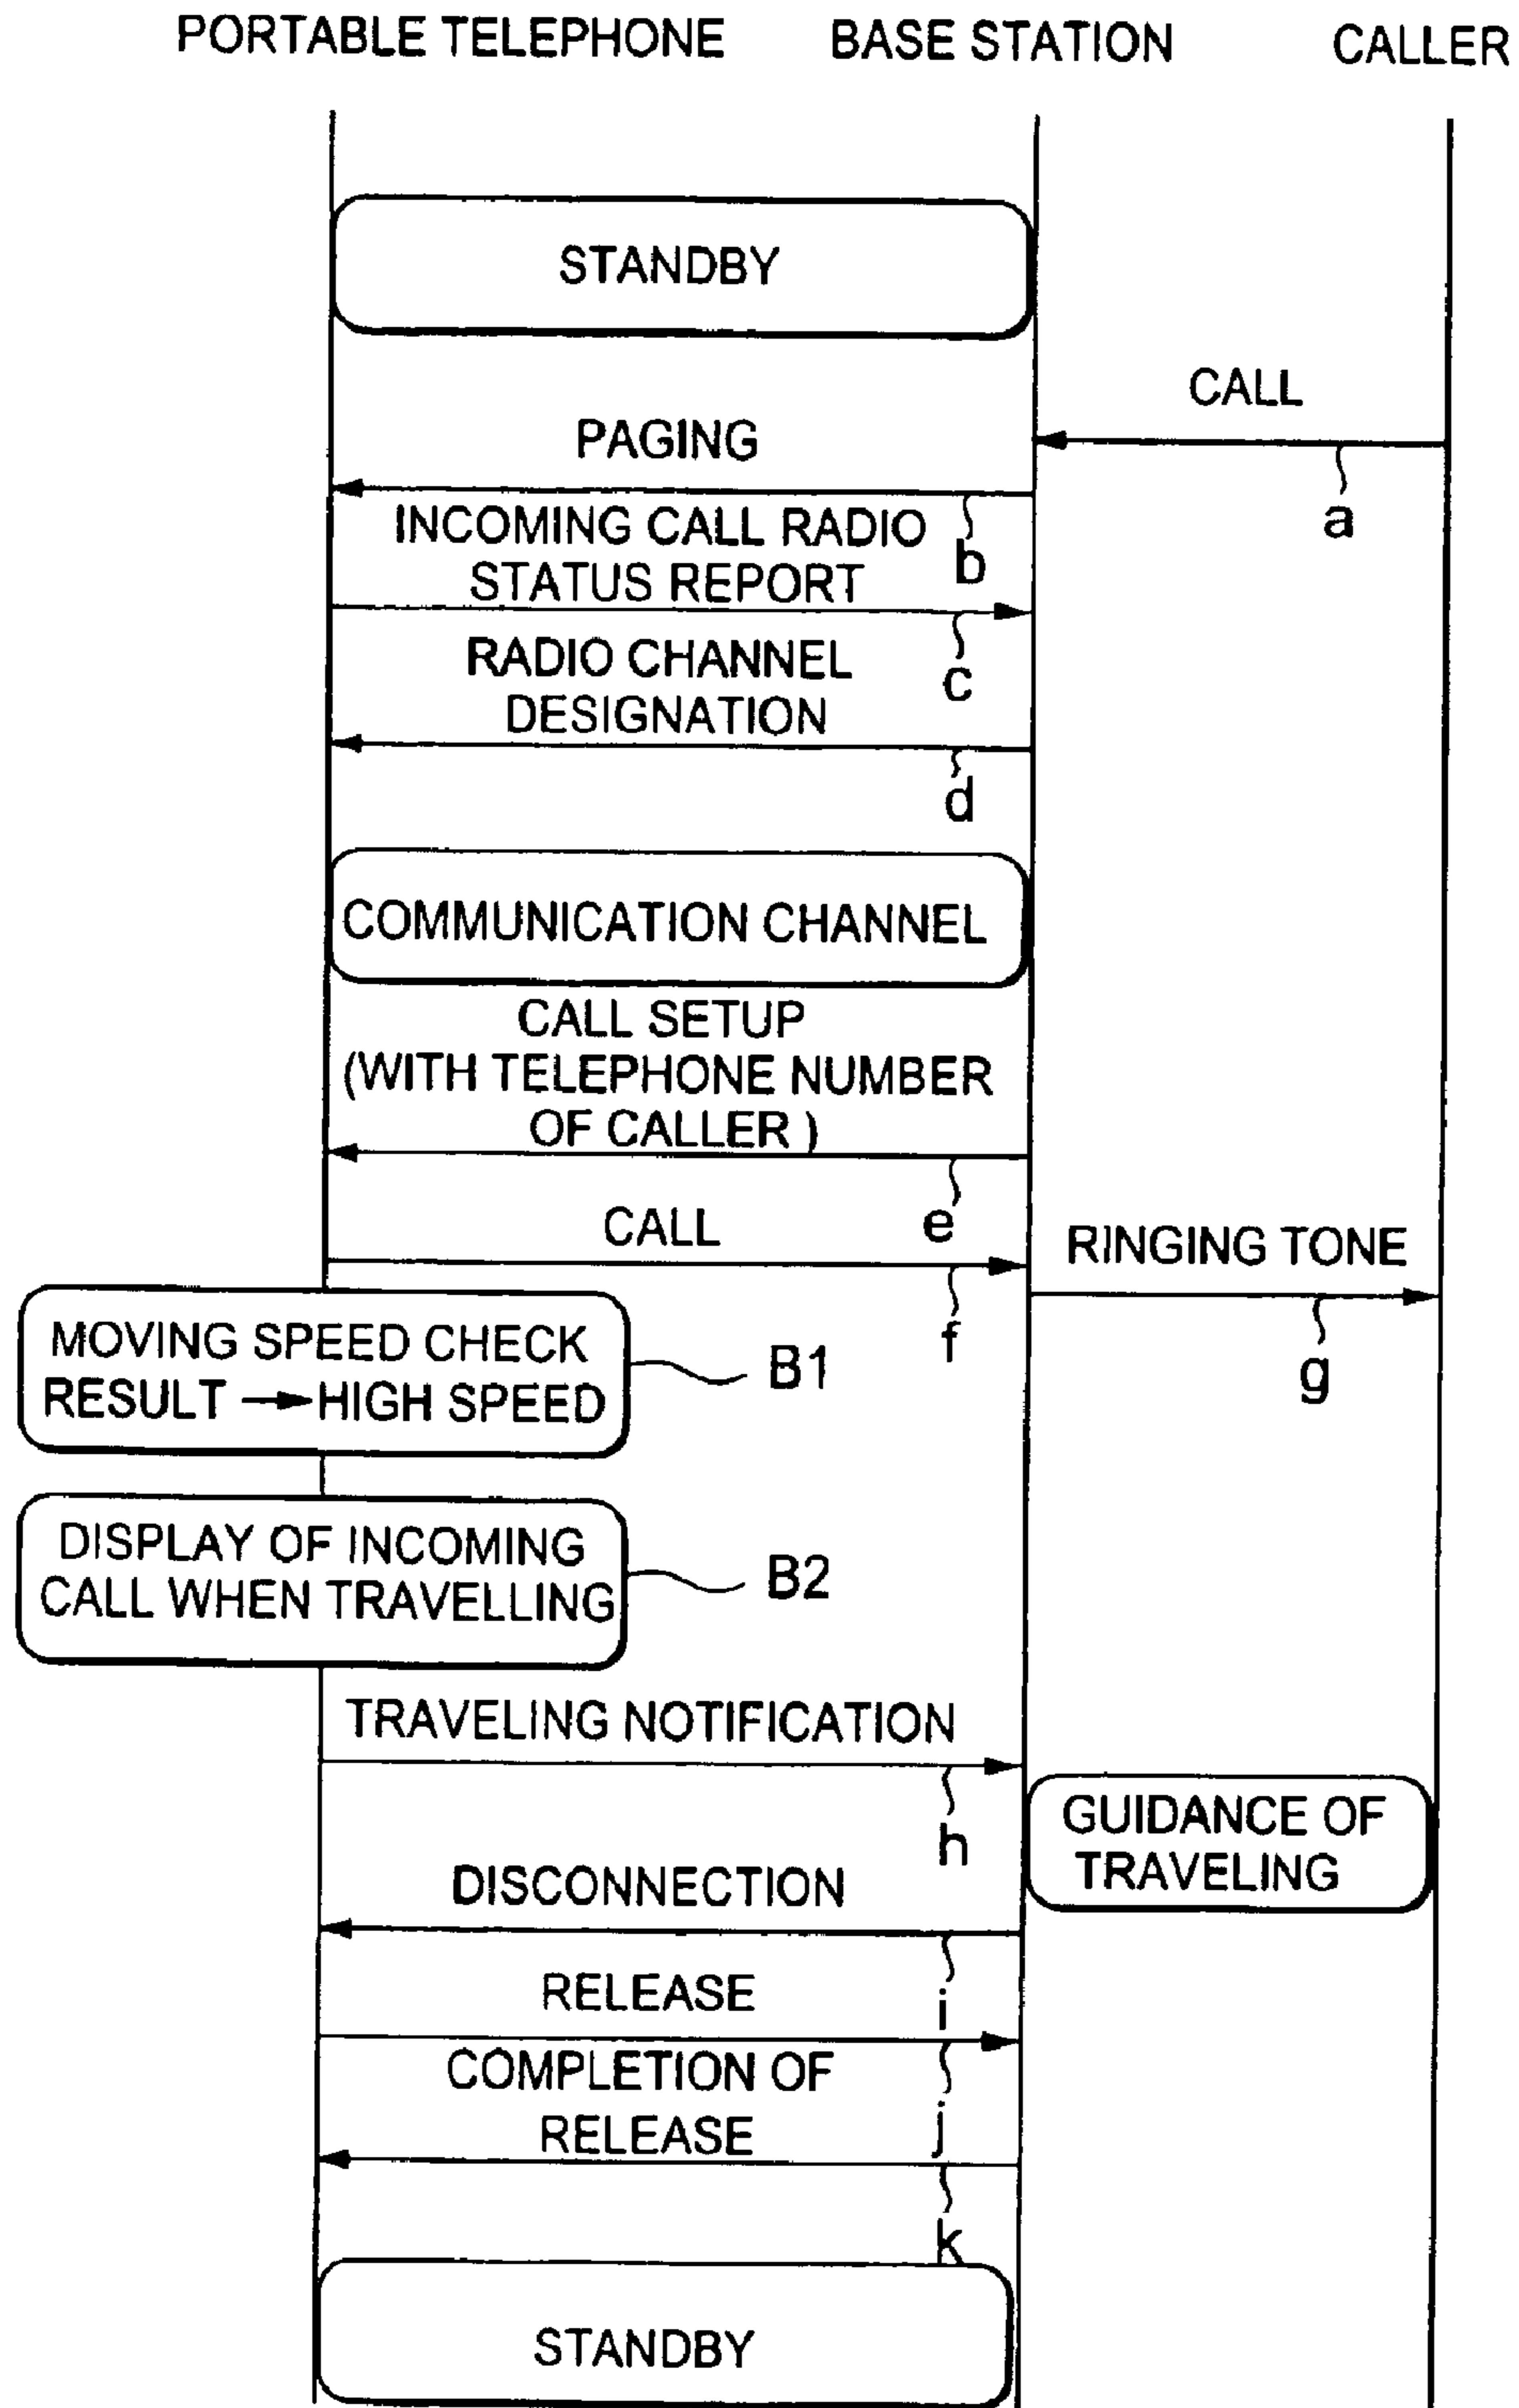 PORTABLE TELEPHONE BASE STATION CALLER
STANDBY
CALL
a
PAGING
b
INCOMING CALL RADIO
STATUS REPORT
c
RADIO CHANNEL
DESIGNATION
d
COMMUNICATION CHANNEL
CALL SETUP
(WITH TELEPHONE NUMBER
OF CALLER )
e
CALL
f
RINGING TONE
g
MOVING SPEED CHECK
RESULT → HIGH SPEED
B1
DISPLAY OF INCOMING
CALL WHEN TRAVELLING
B2
TRAVELING NOTIFICATION
h
GUIDANCE OF
TRAVELING
DISCONNECTION
i
RELEASE
j
COMPLETION OF
RELEASE
k
STANDBY